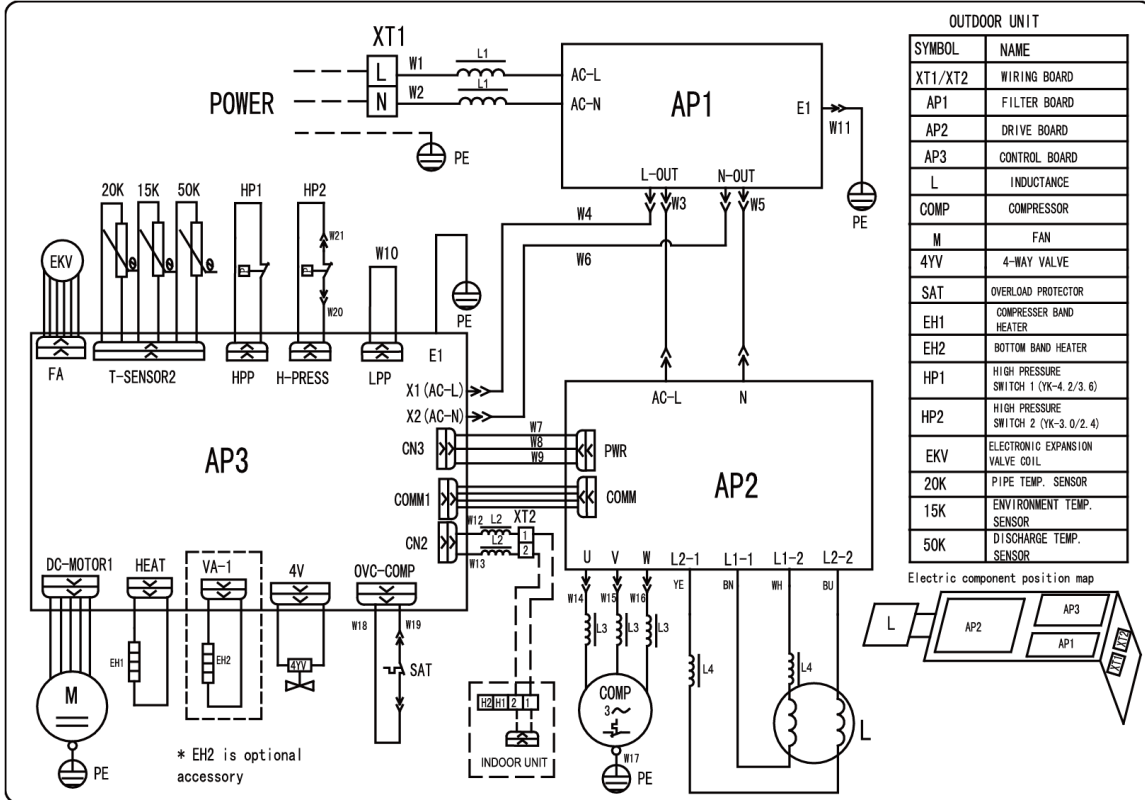 OUTDOOR UNIT
SYMBOL NAME
XT1/XT2 WIRING BOARD
AP1 FILTER BOARD
AP2 DRIVE BOARD
AP3 CONTROL BOARD
L INDUCTANCE
COMP COMPRESSOR
M FAN
4YV 4-WAY VALVE
SAT OVERLOAD PROTECTOR
EH1 COMPRESSER BAND
HEATER
EH2 BOTTOM BAND HEATER
HP1 HIGH PRESSURE
SWITCH 1 (YK-4.2/3.6)
HP2 HIGH PRESSURE
SWITCH 2 (YK-3.0/2.4)
EKV ELECTRONIC EXPANSION
VALVE COIL
20K PIPE TEMP. SENSOR
15K ENVIRONMENT TEMP.
SENSOR
50K DISCHARGE TEMP.
SENSOR
Electric component position map
L AP2 AP3
AP1 XT1 XT2
XT1
POWER
L W1 L1 AC-L
N W2 L1 AC-N
PE
AP1
E1
W11
PE
L-OUT N-OUT
W3 W5
W4
W6
20K 15K 50K HP1 HP2
W21
W20
W10
EKV
PE
FA T-SENSOR2 HPP H-PRESS LPP E1
X1(AC-L)
X2(AC-N)
AP3
CN3 W7 PWR
W8
W9
COMM1 COMM
CN2 W12 L2 XT2
1
W13 L2 2
AC-L N
AP2
U V W L2-1 L1-1 L1-2 L2-2
W14 W15 W16 YE BN WH BU
L3 L3 L3 L4 L4
COMP
3～
W17
PE
L
DC-MOTOR1 HEAT VA-1 4V OVC-COMP
W18 W19
EH1 EH2 4YV SAT
M
PE
* EH2 is optional
accessory
H2 H1 2 1
INDOOR UNIT